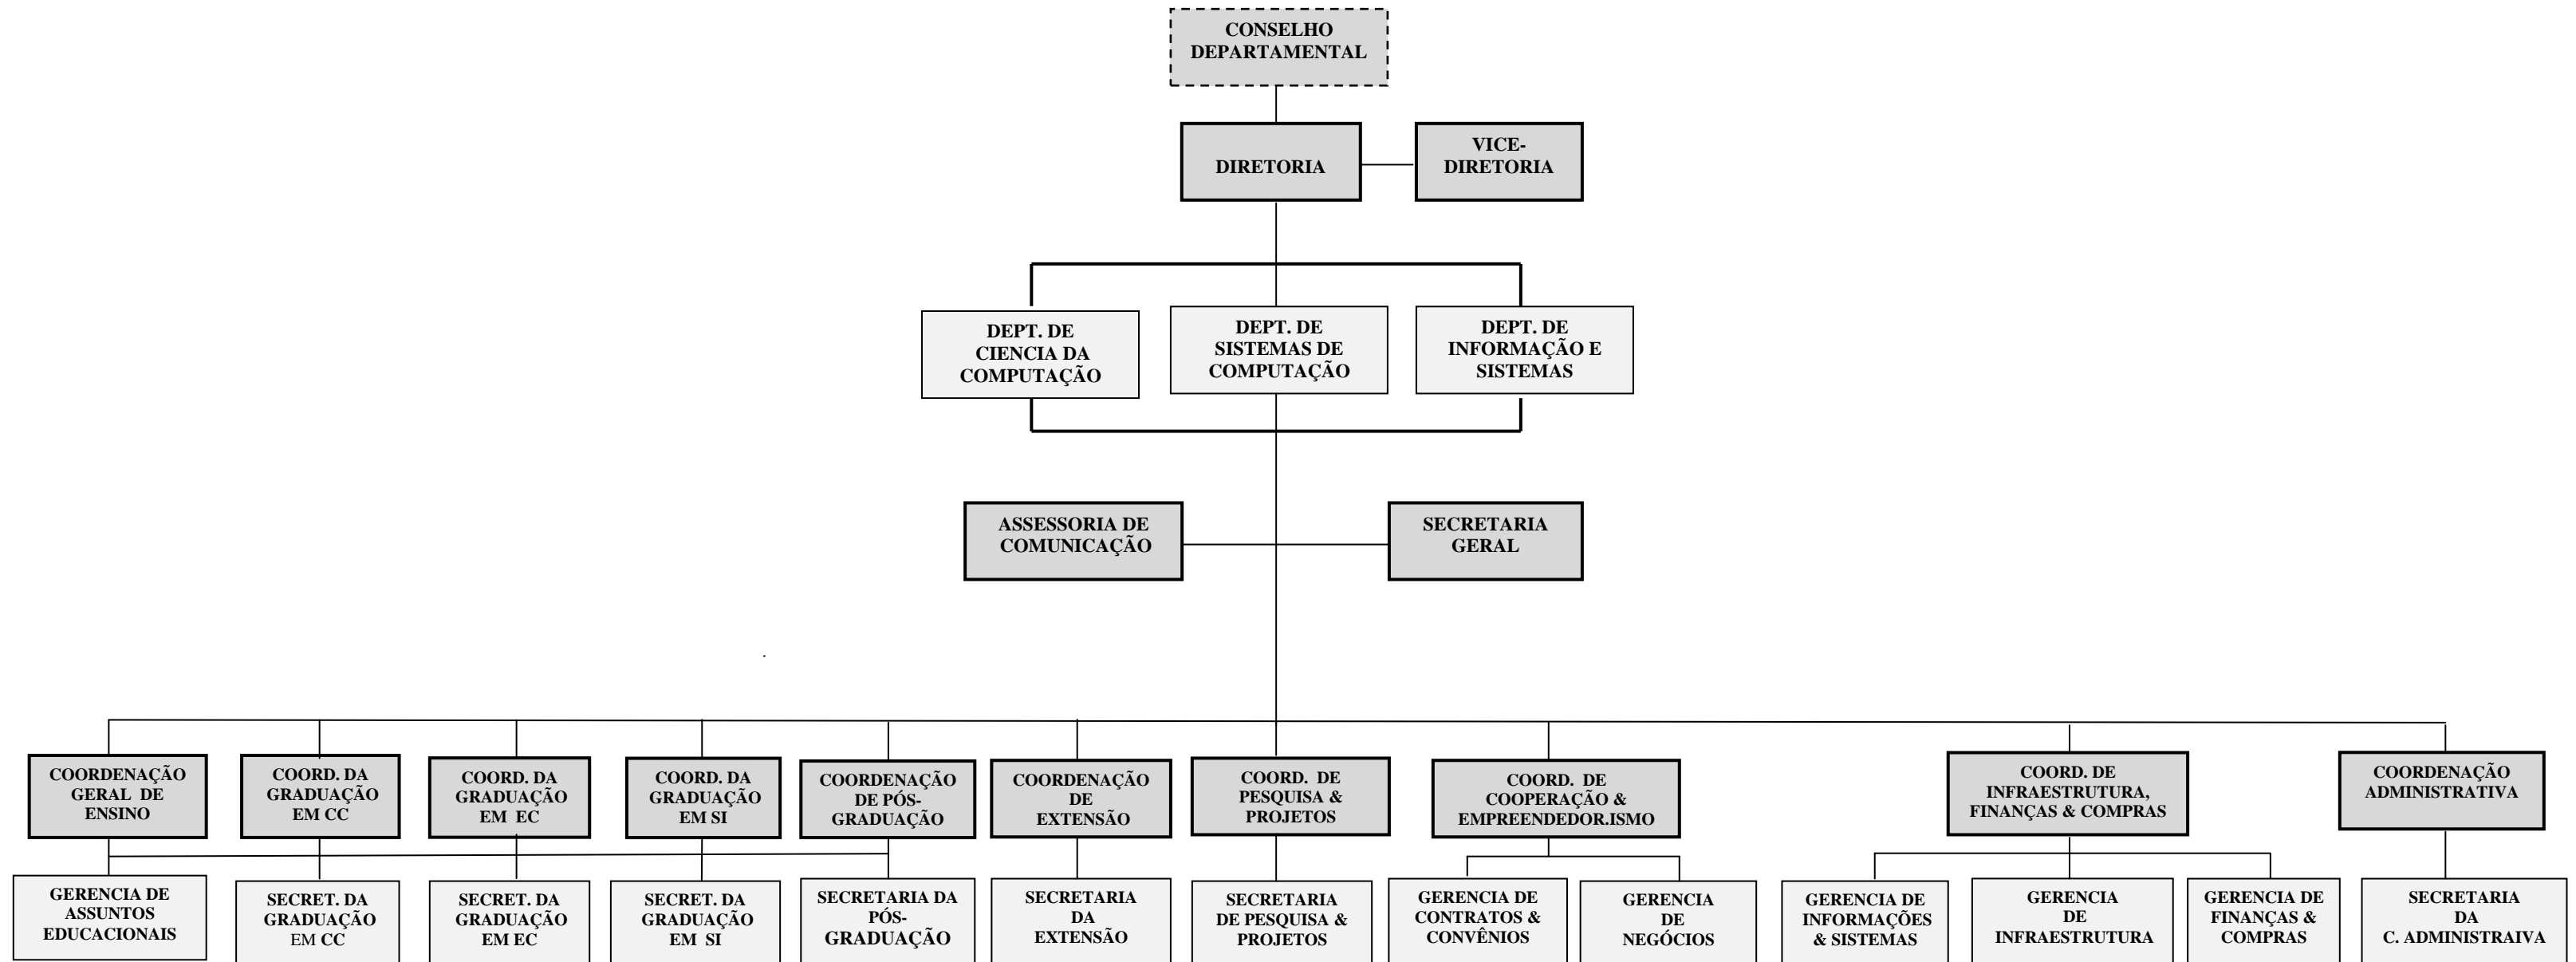 CONSELHO
DEPARTAMENTAL
DIRETORIA
VICE-
DIRETORIA
DEPT. DE
CIENCIA DA
COMPUTAÇÃO
DEPT. DE
SISTEMAS DE
COMPUTAÇÃO
DEPT. DE
INFORMAÇÃO E
SISTEMAS
ASSESSORIA DE
COMUNICAÇÃO
SECRETARIA
GERAL
.
COORDENAÇÃO
GERAL DE
ENSINO
COORD. DA
GRADUAÇÃO
EM CC
COORD. DA
GRADUAÇÃO
EM EC
COORD. DA
GRADUAÇÃO
EM SI
COORDENAÇÃO
DE PÓS-
GRADUAÇÃO
COORDENAÇÃO
DE
EXTENSÃO
COORD. DE
PESQUISA &
PROJETOS
COORD. DE
COOPERAÇÃO &
EMPREENDEDOR.ISMO
COORD. DE
INFRAESTRUTURA,
FINANÇAS & COMPRAS
COORDENAÇÃO
ADMINISTRATIVA
GERENCIA DE
ASSUNTOS
EDUCACIONAIS
SECRET. DA
GRADUAÇÃO
EM CC
SECRET. DA
GRADUAÇÃO
EM EC
SECRET. DA
GRADUAÇÃO
EM SI
SECRETARIA DA
PÓS-
GRADUAÇÃO
SECRETARIA
DA
EXTENSÃO
SECRETARIA
DE PESQUISA &
PROJETOS
GERENCIA DE
CONTRATOS &
CONVÊNIOS
GERENCIA
DE
NEGÓCIOS
GERENCIA DE
INFORMAÇÕES
& SISTEMAS
GERENCIA
DE
INFRAESTRUTURA
GERENCIA DE
FINANÇAS &
COMPRAS
SECRETARIA
DA
C. ADMINISTRAIVA